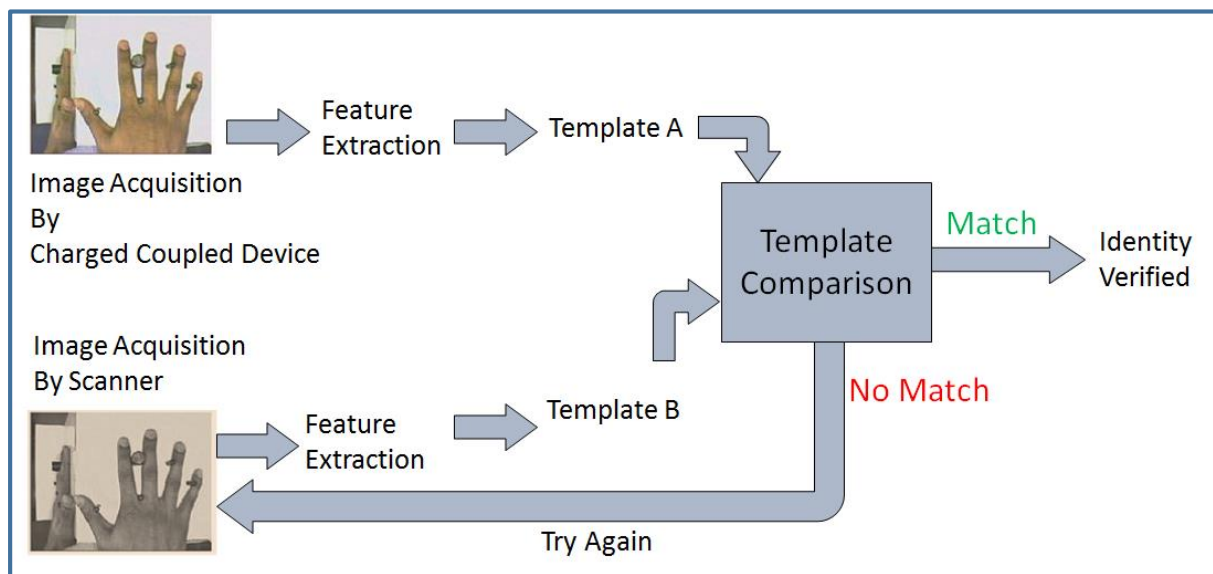 Image Acquisition
By
Charged Coupled Device
Feature
Extraction
Template A
Template
Comparison
Match
Identity
Verified
Image Acquisition
By Scanner
Feature
Extraction
Template B
No Match
Try Again